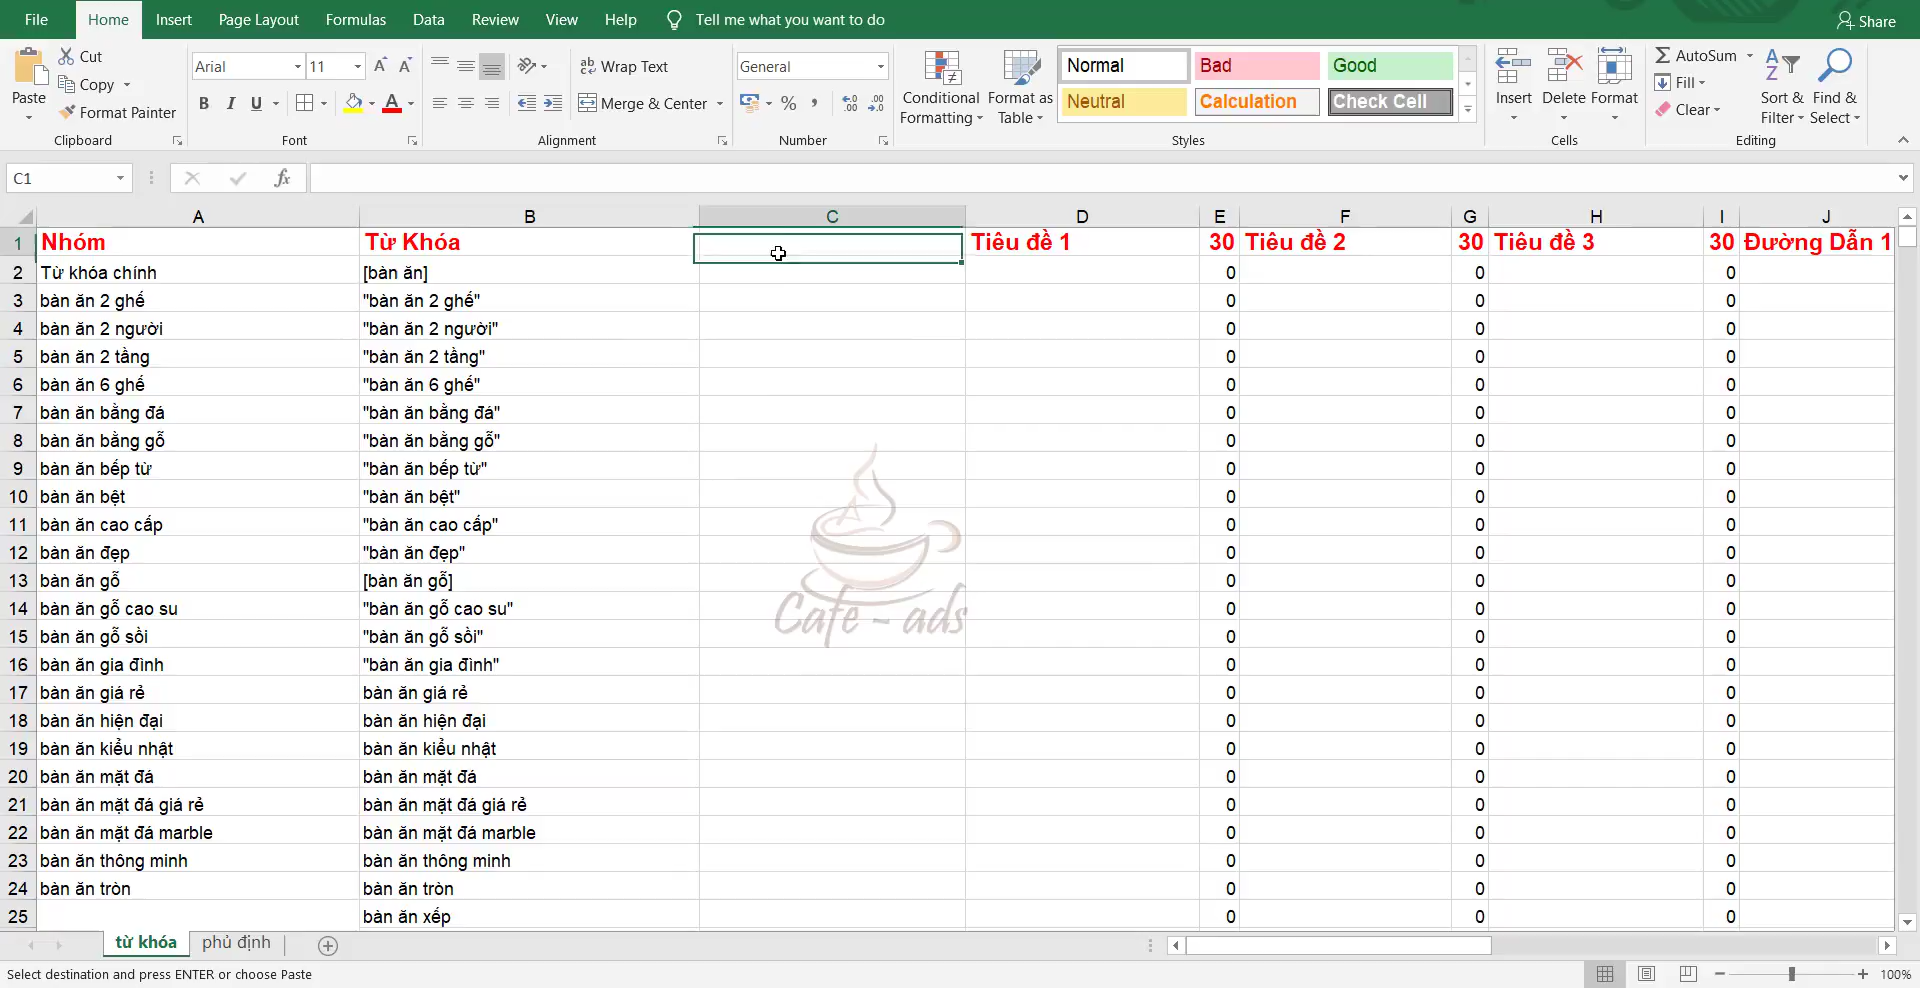 File Home Insert Page Layout Formulas Data Review View Help Tell me what you want to do Share
Paste Cut Copy Format Painter Clipboard
Arial 11 B I U Font
ab Wrap Text Merge & Center Alignment
General % , Number
Conditional Formatting Format as Table
Normal Bad Good
Neutral Calculation Check Cell
Styles
Insert Delete Format Cells
AutoSum Fill Clear Sort & Filter Find & Select Editing
C1 fx
A B C D E F G H I J
1 Nhóm Từ Khóa Tiêu đề 1 30 Tiêu đề 2 30 Tiêu đề 3 30 Đường Dẫn 1
2 Từ khóa chính [bàn ăn] 0 0 0
3 bàn ăn 2 ghế "bàn ăn 2 ghế" 0 0 0
4 bàn ăn 2 người "bàn ăn 2 người" 0 0 0
5 bàn ăn 2 tầng "bàn ăn 2 tầng" 0 0 0
6 bàn ăn 6 ghế "bàn ăn 6 ghế" 0 0 0
7 bàn ăn bằng đá "bàn ăn bằng đá" 0 0 0
8 bàn ăn bằng gỗ "bàn ăn bằng gỗ" 0 0 0
9 bàn ăn bếp từ "bàn ăn bếp từ" 0 0 0
10 bàn ăn bệt "bàn ăn bệt" 0 0 0
11 bàn ăn cao cấp "bàn ăn cao cấp" 0 0 0
12 bàn ăn đẹp "bàn ăn đẹp" 0 0 0
13 bàn ăn gỗ [bàn ăn gỗ] 0 0 0
14 bàn ăn gỗ cao su "bàn ăn gỗ cao su" 0 0 0
15 bàn ăn gỗ sồi "bàn ăn gỗ sồi" 0 0 0
16 bàn ăn gia đình "bàn ăn gia đình" 0 0 0
17 bàn ăn giá rẻ bàn ăn giá rẻ 0 0 0
18 bàn ăn hiện đại bàn ăn hiện đại 0 0 0
19 bàn ăn kiểu nhật bàn ăn kiểu nhật 0 0 0
20 bàn ăn mặt đá bàn ăn mặt đá 0 0 0
21 bàn ăn mặt đá giá rẻ bàn ăn mặt đá giá rẻ 0 0 0
22 bàn ăn mặt đá marble bàn ăn mặt đá marble 0 0 0
23 bàn ăn thông minh bàn ăn thông minh 0 0 0
24 bàn ăn tròn bàn ăn tròn 0 0 0
25 bàn ăn xếp 0 0 0
Cafe - ads
từ khóa phủ định
Select destination and press ENTER or choose Paste 100%